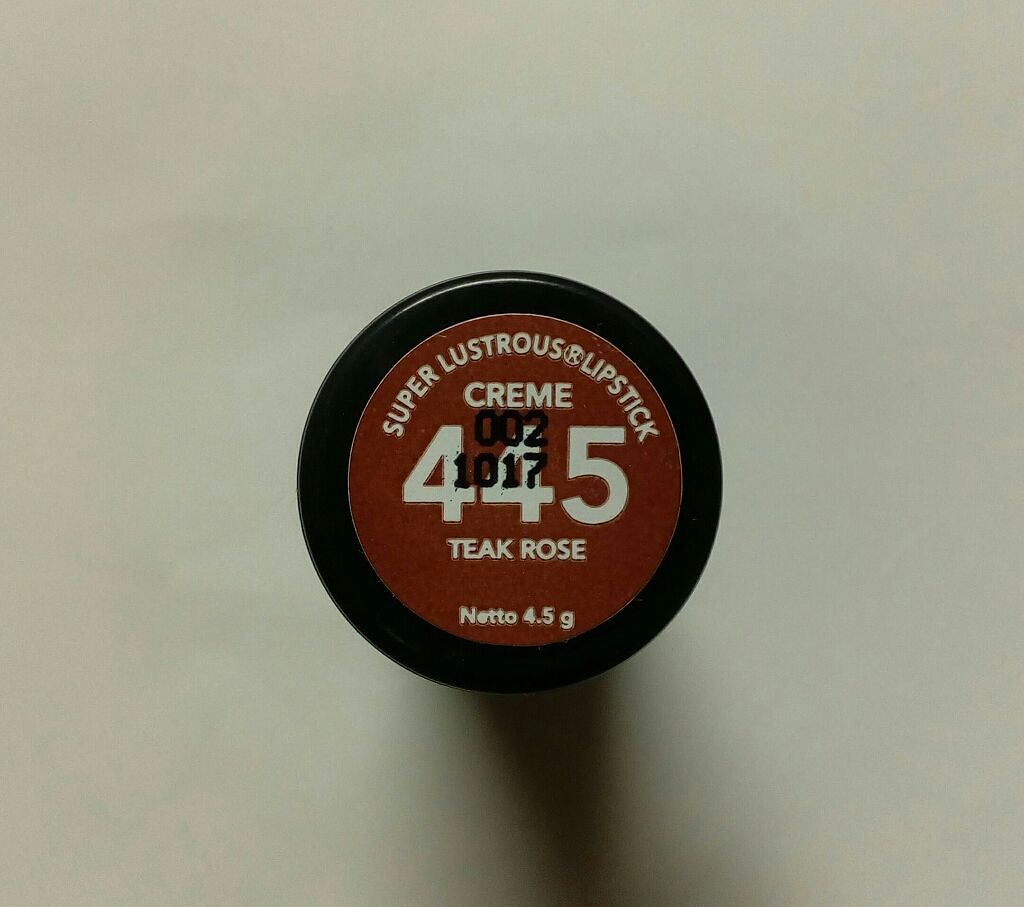 SUPER LUSTROUS® LIPSTICK
CREME
002
445
1017
TEAK ROSE
Netto 4.5 g